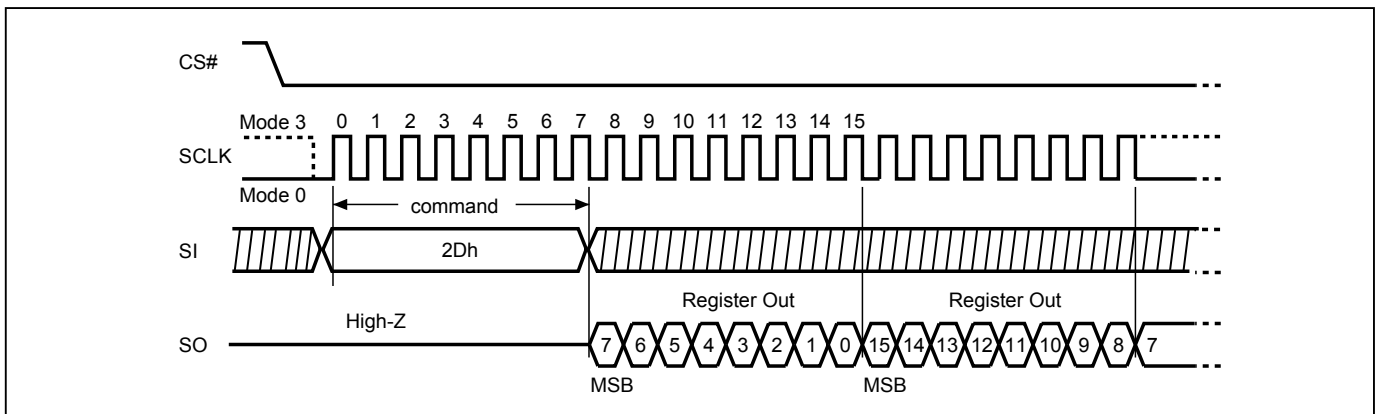 CS#
Mode 3 0 1 2 3 4 5 6 7 8 9 10 11 12 13 14 15
SCLK
Mode 0
command
SI 2Dh
Register Out Register Out
High-Z
SO 7 6 5 4 3 2 1 0 15 14 13 12 11 10 9 8 7
MSB MSB